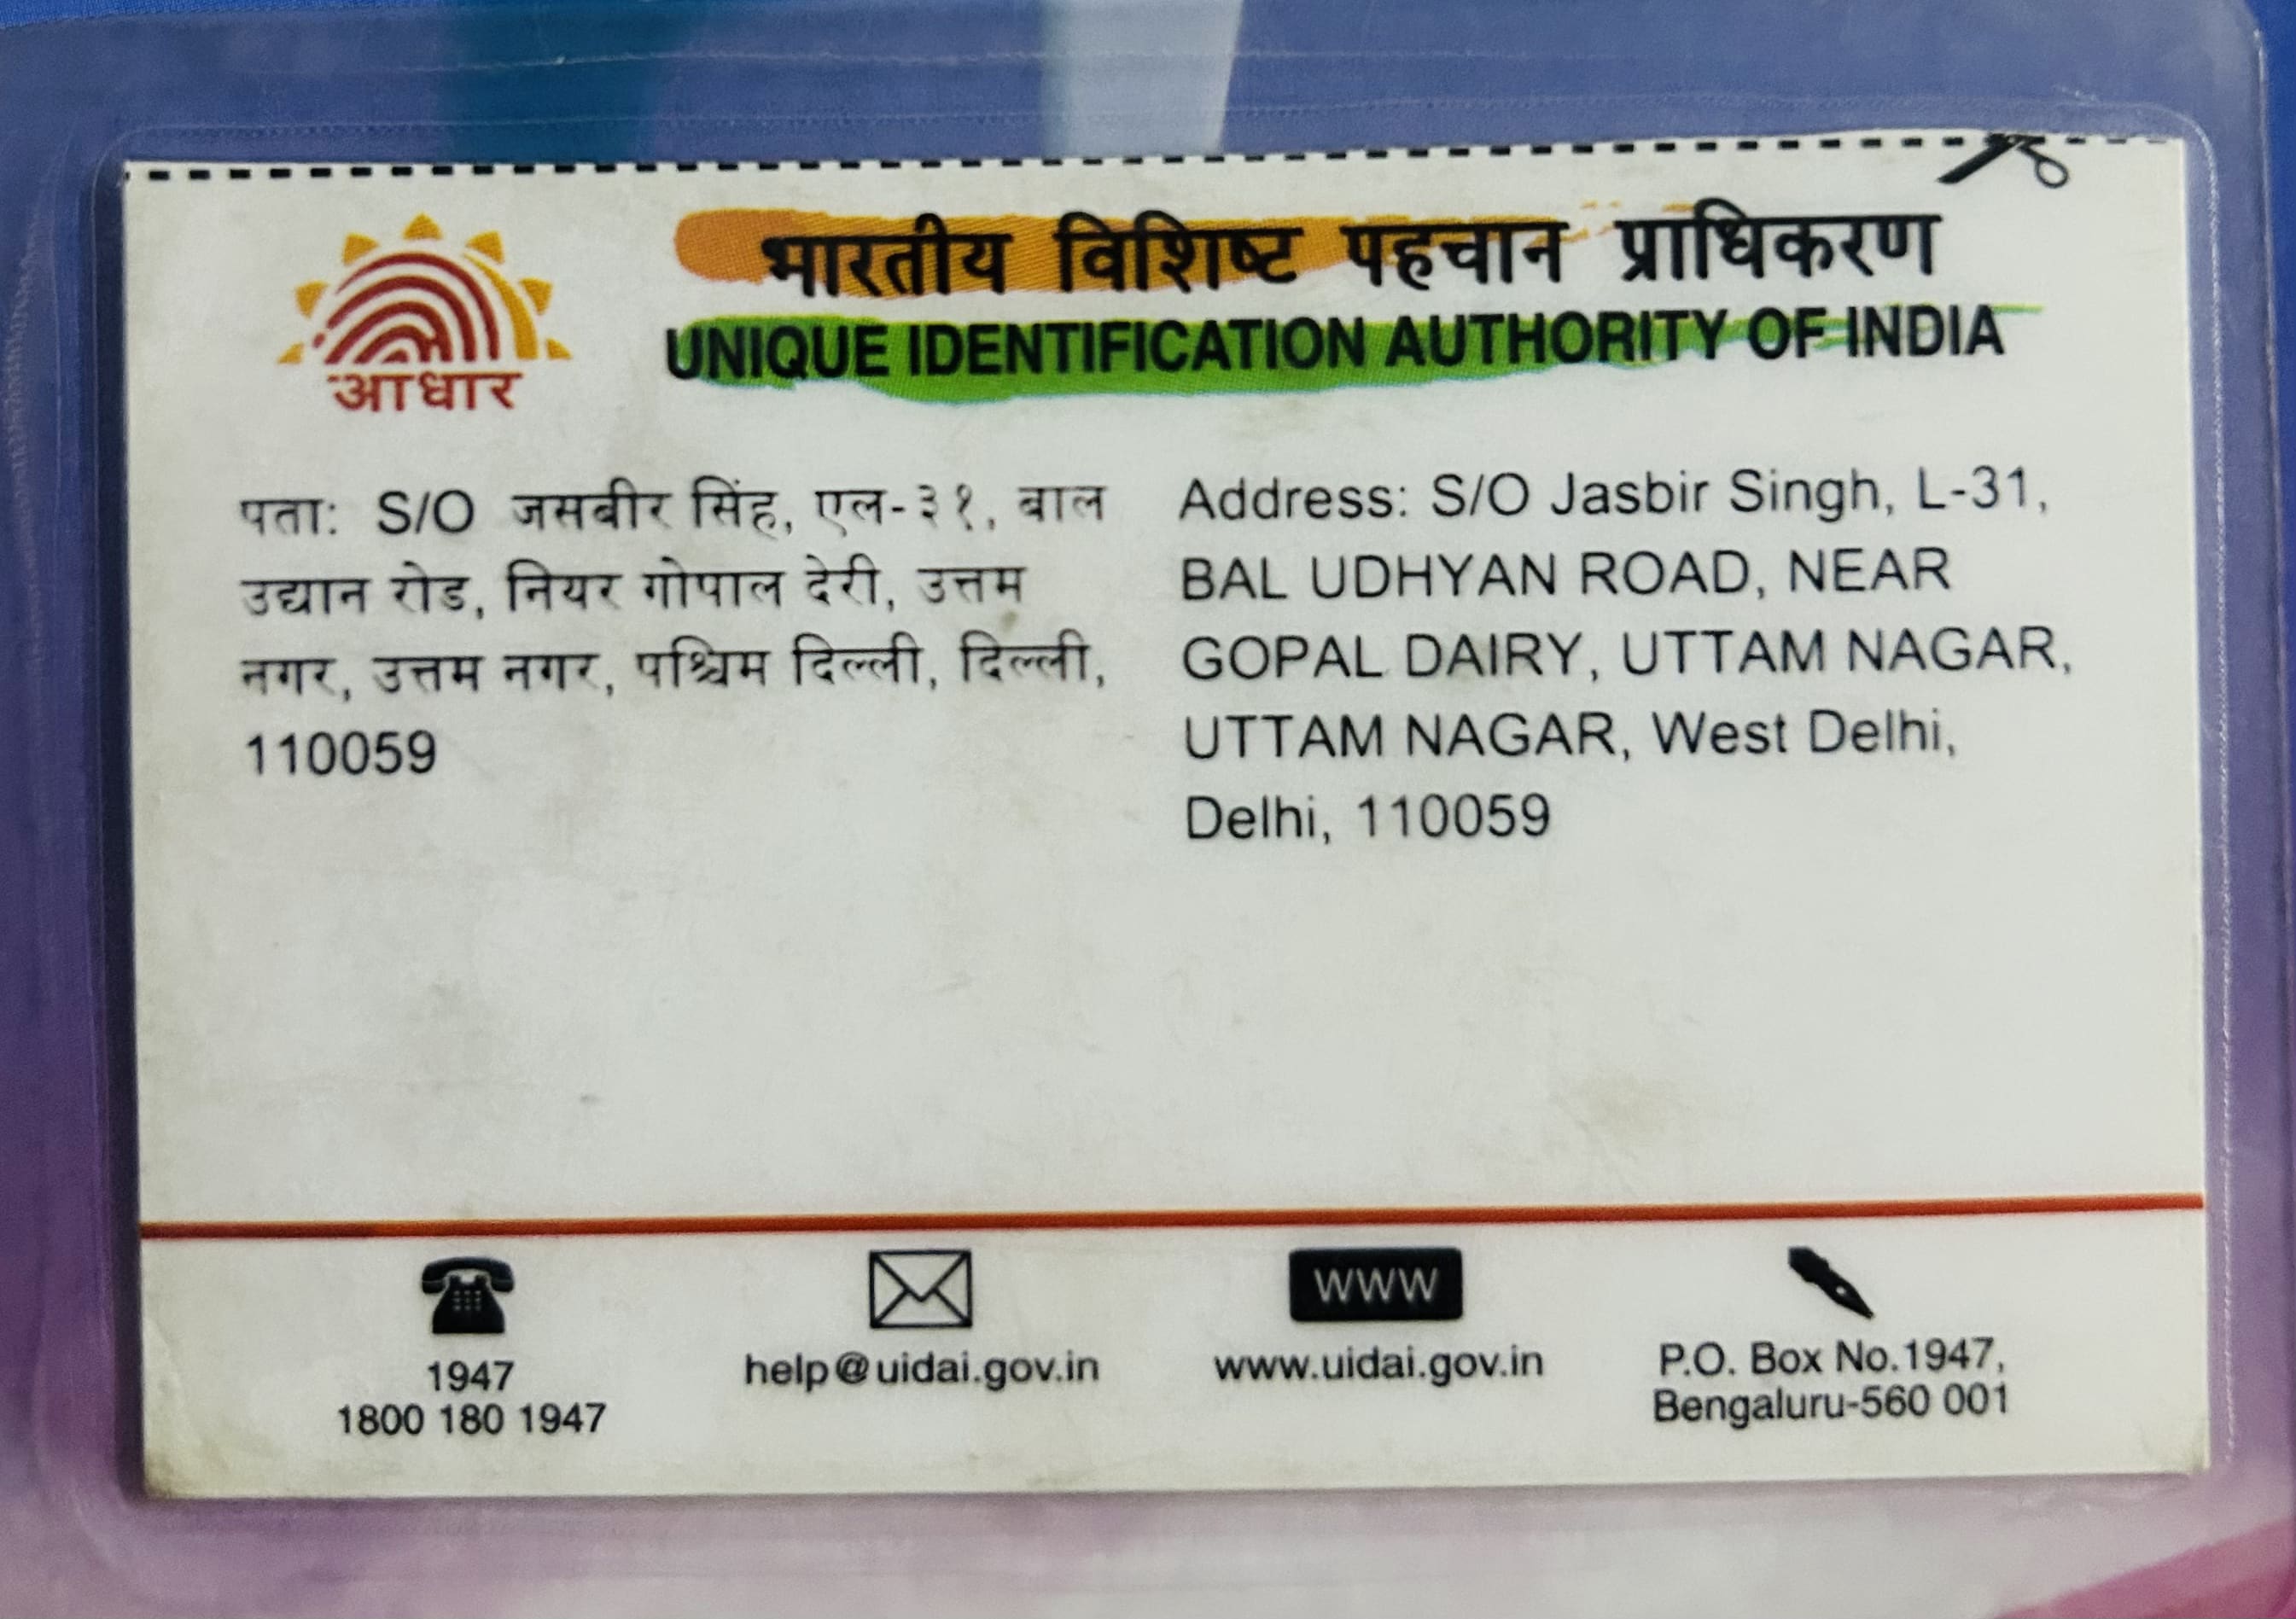 भारतीय विशिष्ट पहचान प्राधिकरण
UNIQUE IDENTIFICATION AUTHORITY OF INDIA
आधार
पता: S/O जसबीर सिंह, एल-३१, बाल
उद्यान रोड, नियर गोपाल देरी, उत्तम
नगर, उत्तम नगर, पश्चिम दिल्ली, दिल्ली,
110059
Address: S/O Jasbir Singh, L-31,
BAL UDHYAN ROAD, NEAR
GOPAL DAIRY, UTTAM NAGAR,
UTTAM NAGAR, West Delhi,
Delhi, 110059
1947
1800 180 1947
help@uidai.gov.in
www
www.uidai.gov.in
P.O. Box No.1947,
Bengaluru-560 001